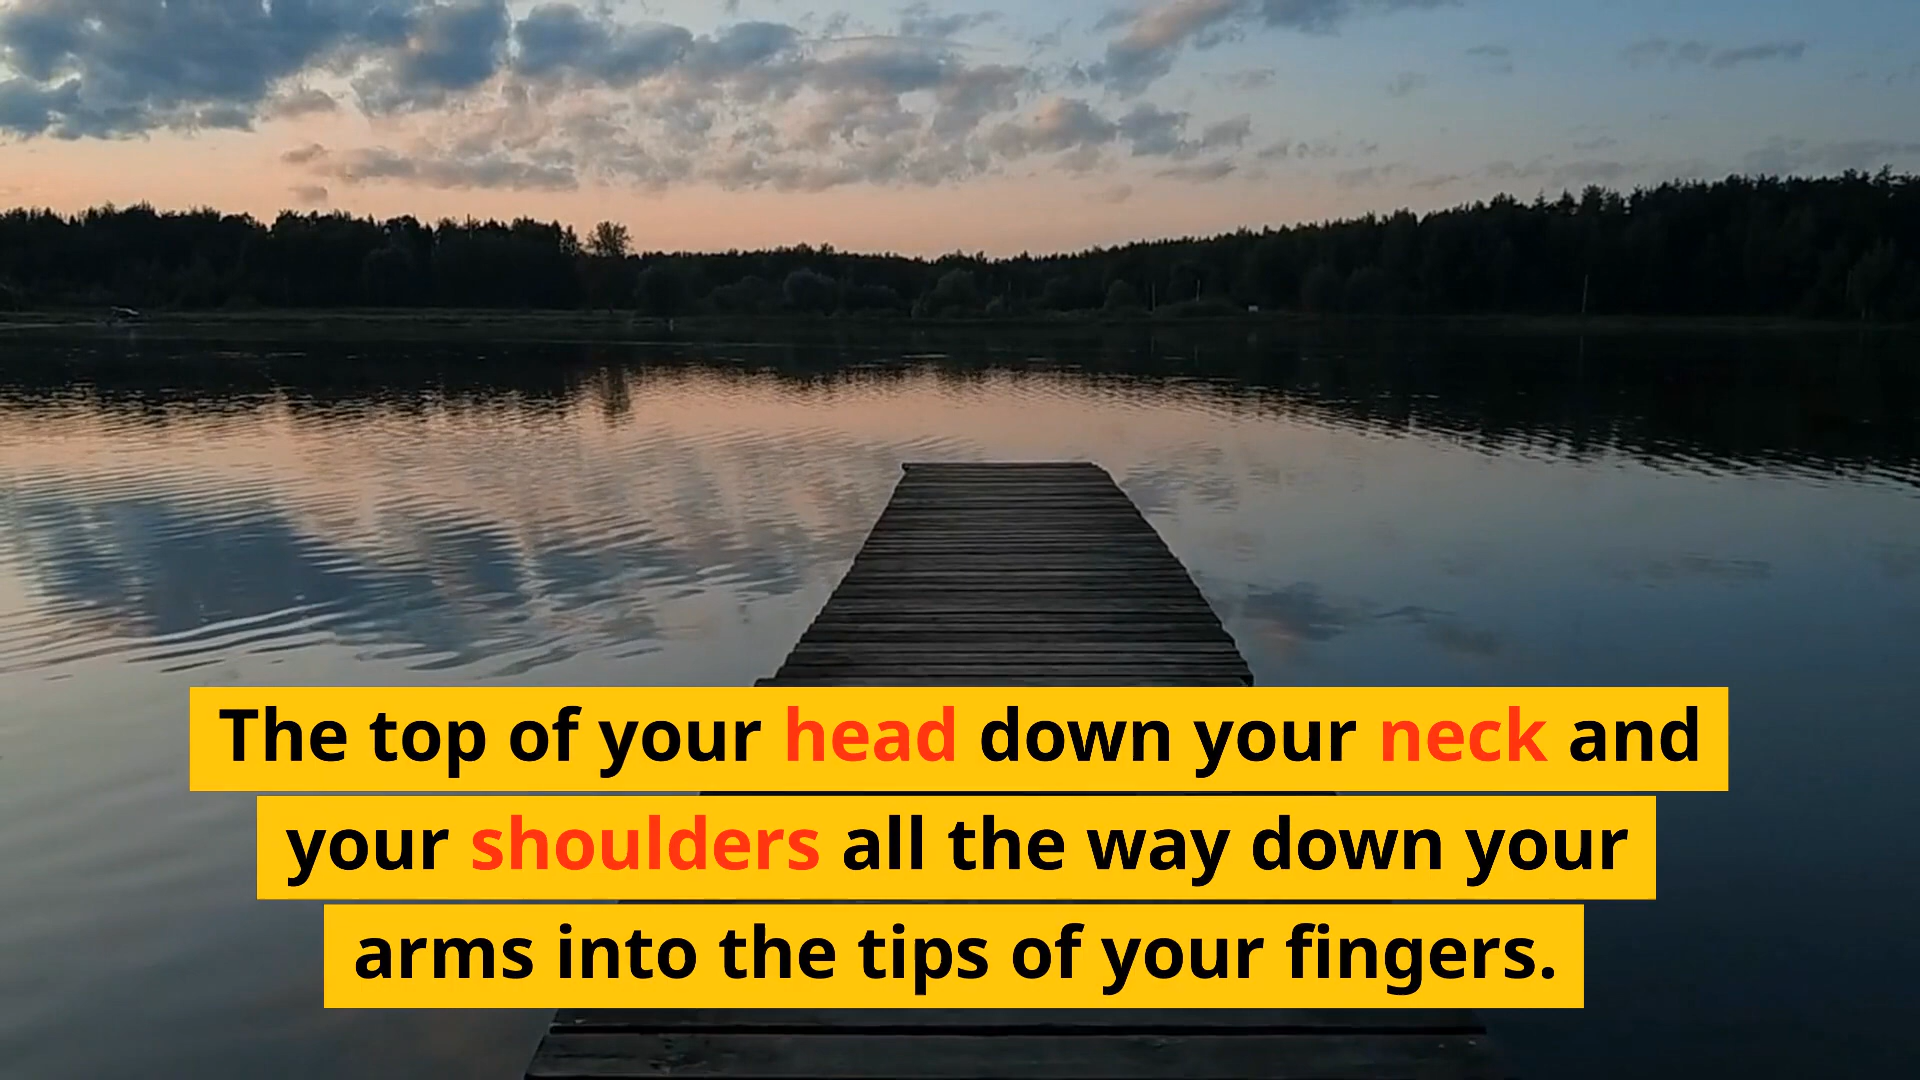 The top of your head down your neck and
your shoulders all the way down your
arms into the tips of your fingers.